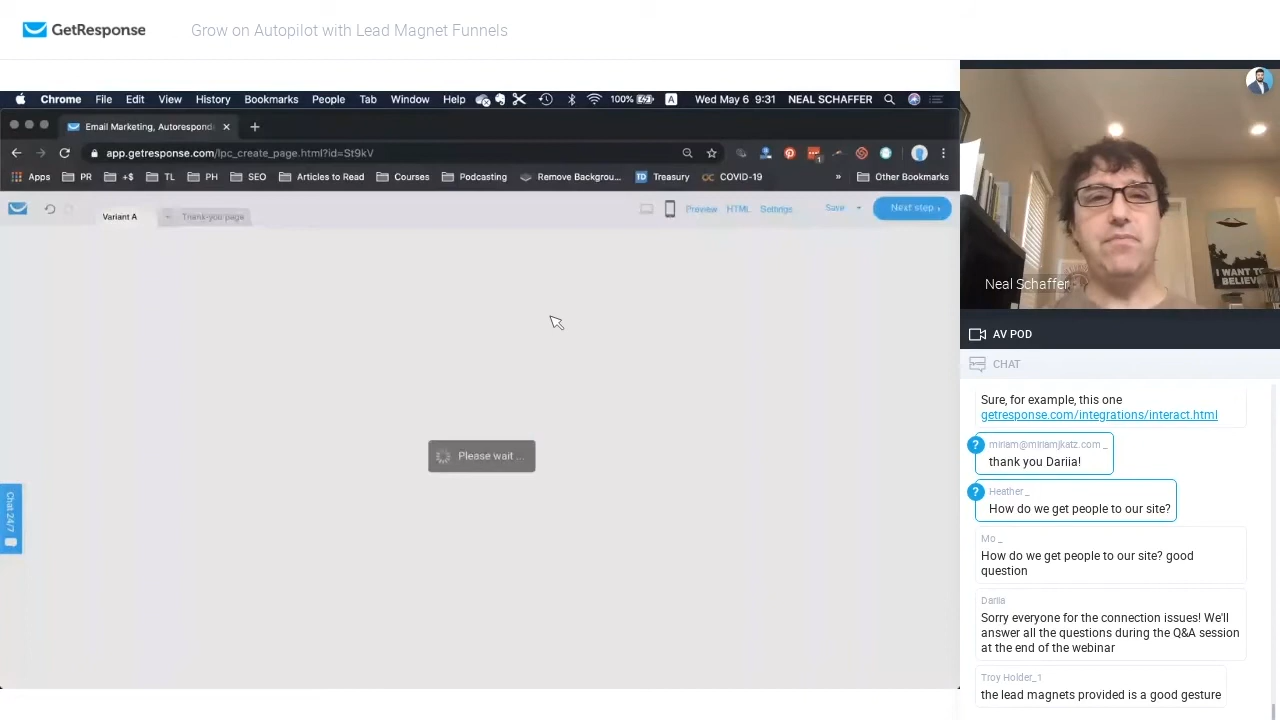 GetResponse
Grow on Autopilot with Lead Magnet Funnels
Chrome File Edit View History Bookmarks People Tab Window Help 100% A Wed May 6 9:31 NEAL SCHAFFER
Email Marketing, Autorespond
app.getresponse.com/lpc_create_page.html?id=St9kV
Apps PR +$ TL PH SEO Articles to Read Courses Podcasting Remove Backgrou... TD Treasury OC COVID-19 » Other Bookmarks
Variant A Thank-you page Preview HTML Settings Save Next step
Please wait ...
Chat 24/7
I WANT TO
BELIEVE
Neal Schaffer
AV POD
CHAT
Sure, for example, this one
getresponse.com/integrations/interact.html
? miriam@miriamjkatz.com _
thank you Dariia!
? Heather _
How do we get people to our site?
Mo _
How do we get people to our site? good
question
Dariia
Sorry everyone for the connection issues! We'll
answer all the questions during the Q&A session
at the end of the webinar
Troy Holder_1
the lead magnets provided is a good gesture